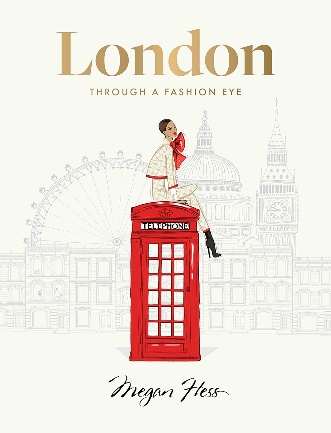 London
THROUGH A FASHION EYE
TELEPHONE
Megan Hess